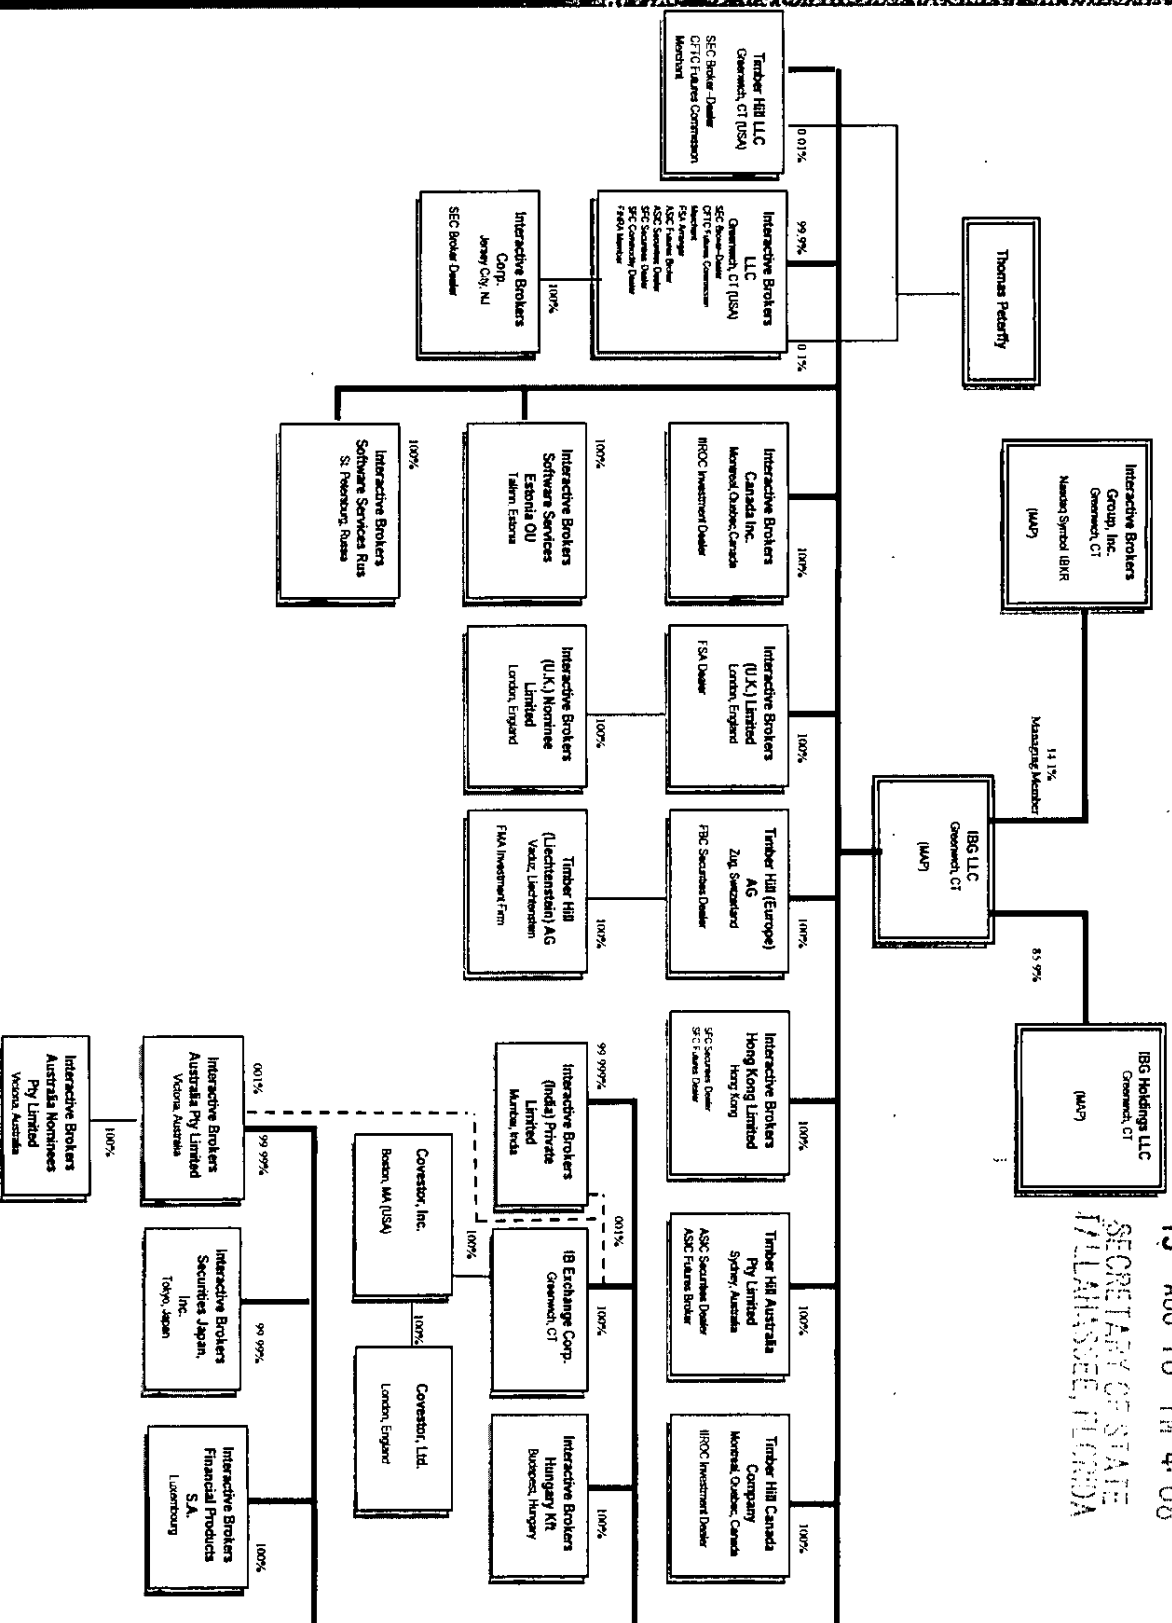 Thomas Peterffy
Interactive Brokers
Group, Inc.
Greenwich, CT
Nasdaq Symbol IBKR
(MAP)
14.1%
Managing Member
IBG LLC
Greenwich, CT
(MAP)
85.9%
IBG Holdings LLC
Greenwich, CT
(MAP)
SECRETARY OF STATE
TALLAHASSEE, FLORIDA
0.01%
Timber Hill LLC
Greenwich, CT (USA)
SEC Broker-Dealer
CFTC Futures Commission
Merchant
99.9%
0.1%
Interactive Brokers
LLC
Greenwich, CT (USA)
SEC Broker-Dealer
CFTC Futures Commission
Merchant
FSA Arranger
ASIC Futures Broker
ASIC Securities Dealer
SFC Securities Dealer
SFC Commodity Dealer
FINRA Member
100%
Interactive Brokers
Corp.
Jersey City, NJ
SEC Broker-Dealer
100%
Interactive Brokers
Canada Inc.
Montreal, Quebec, Canada
IIROC Investment Dealer
100%
Interactive Brokers
(U.K.) Limited
London, England
FSA Dealer
100%
Timber Hill (Europe)
AG
Zug, Switzerland
FBC Securities Dealer
100%
Interactive Brokers
Hong Kong Limited
Hong Kong
SFC Securities Dealer
SFC Futures Dealer
100%
Timber Hill Australia
Pty Limited
Sydney, Australia
ASIC Securities Dealer
ASIC Futures Broker
100%
Timber Hill Canada
Company
Montreal, Quebec, Canada
IIROC Investment Dealer
100%
Interactive Brokers
Software Services
Estonia OU
Tallinn, Estonia
100%
Interactive Brokers
(U.K.) Nominee
Limited
London, England
100%
Timber Hill
(Liechtenstein) AG
Vaduz, Liechtenstein
FMA Investment Firm
99.999%
Interactive Brokers
(India) Private
Limited
Mumbai, India
.001%
100%
IB Exchange Corp.
Greenwich, CT
100%
Interactive Brokers
Hungary Kft
Budapest, Hungary
100%
Interactive Brokers
Software Services Rus
St. Petersburg, Russia
100%
Covestor, Inc.
Boston, MA (USA)
100%
Covestor, Ltd.
London, England
.001%
99.99%
Interactive Brokers
Australia Pty Limited
Victoria, Australia
99.99%
Interactive Brokers
Securities Japan,
Inc.
Tokyo, Japan
100%
Interactive Brokers
Financial Products
S.A.
Luxembourg
100%
Interactive Brokers
Australia Nominees
Pty Limited
Victoria, Australia